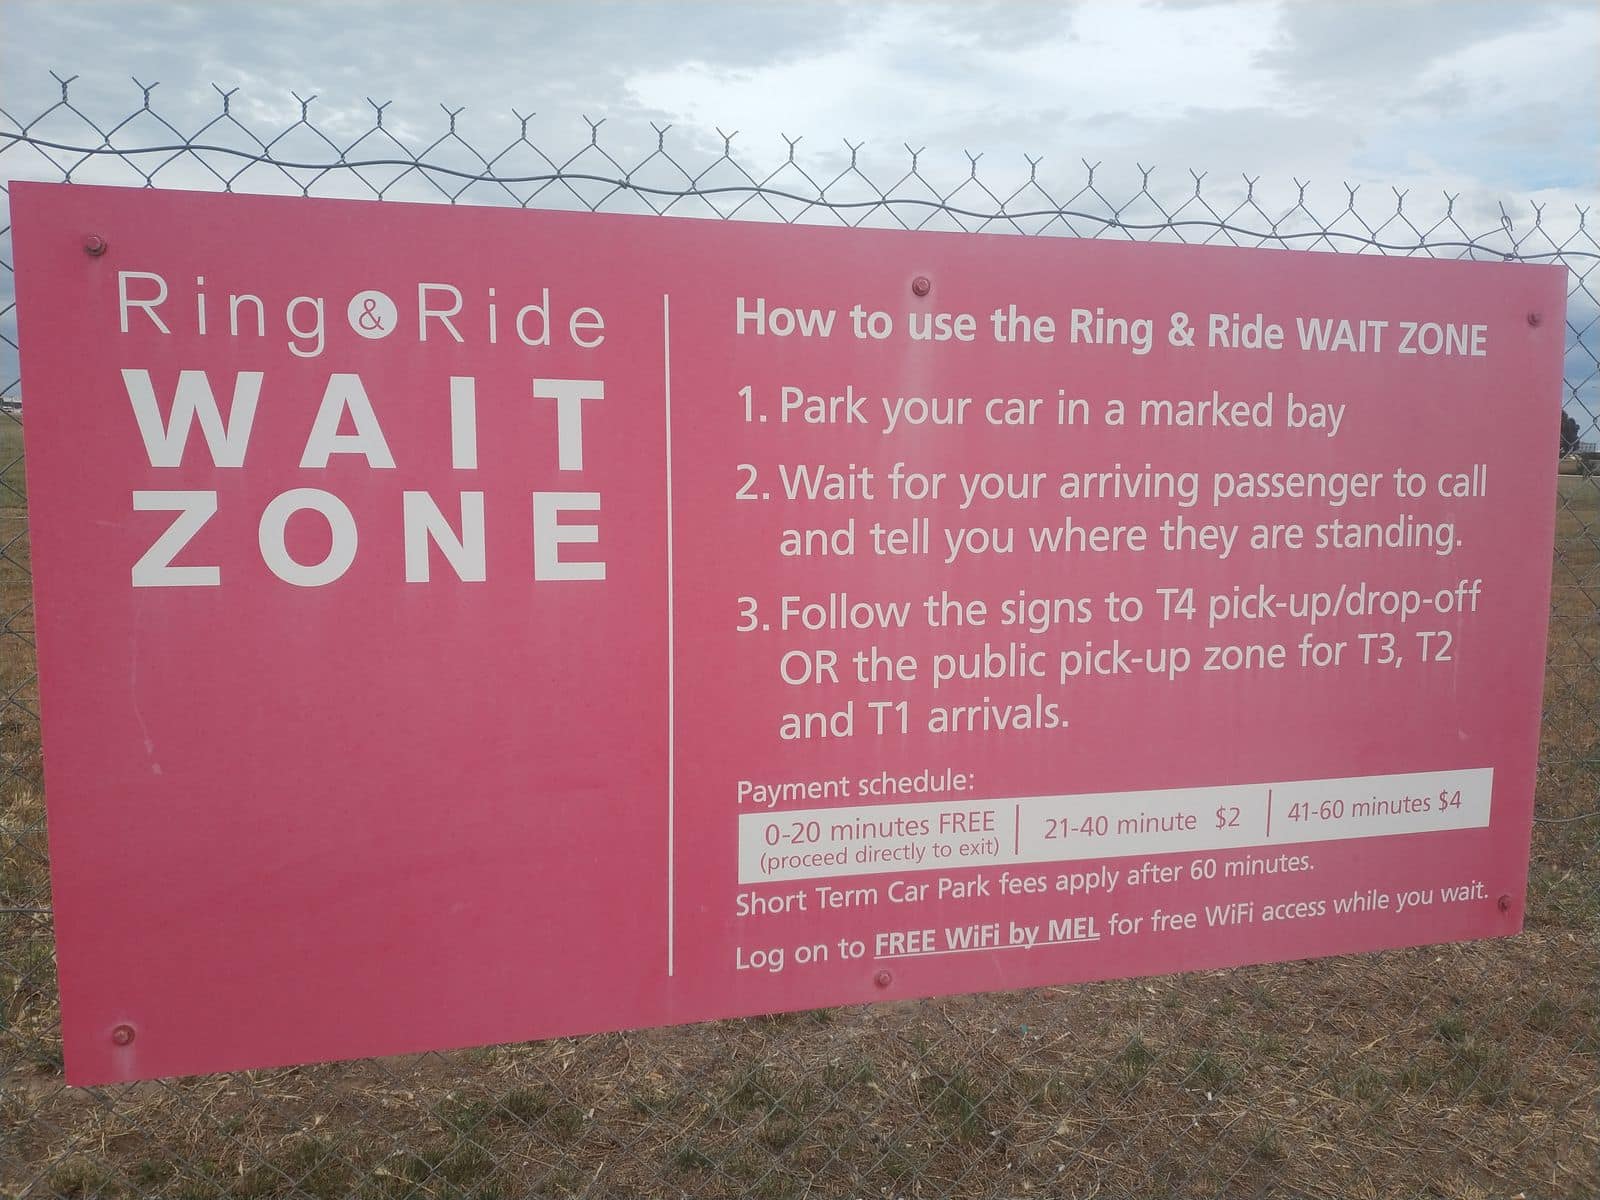 Ring & Ride
WAIT
ZONE
How to use the Ring & Ride WAIT ZONE
1. Park your car in a marked bay
2. Wait for your arriving passenger to call
and tell you where they are standing.
3. Follow the signs to T4 pick-up/drop-off
OR the public pick-up zone for T3, T2
and T1 arrivals.
Payment schedule:
0-20 minutes FREE
(proceed directly to exit)
21-40 minute $2
41-60 minutes $4
Short Term Car Park fees apply after 60 minutes.
Log on to FREE WiFi by MEL for free WiFi access while you wait.